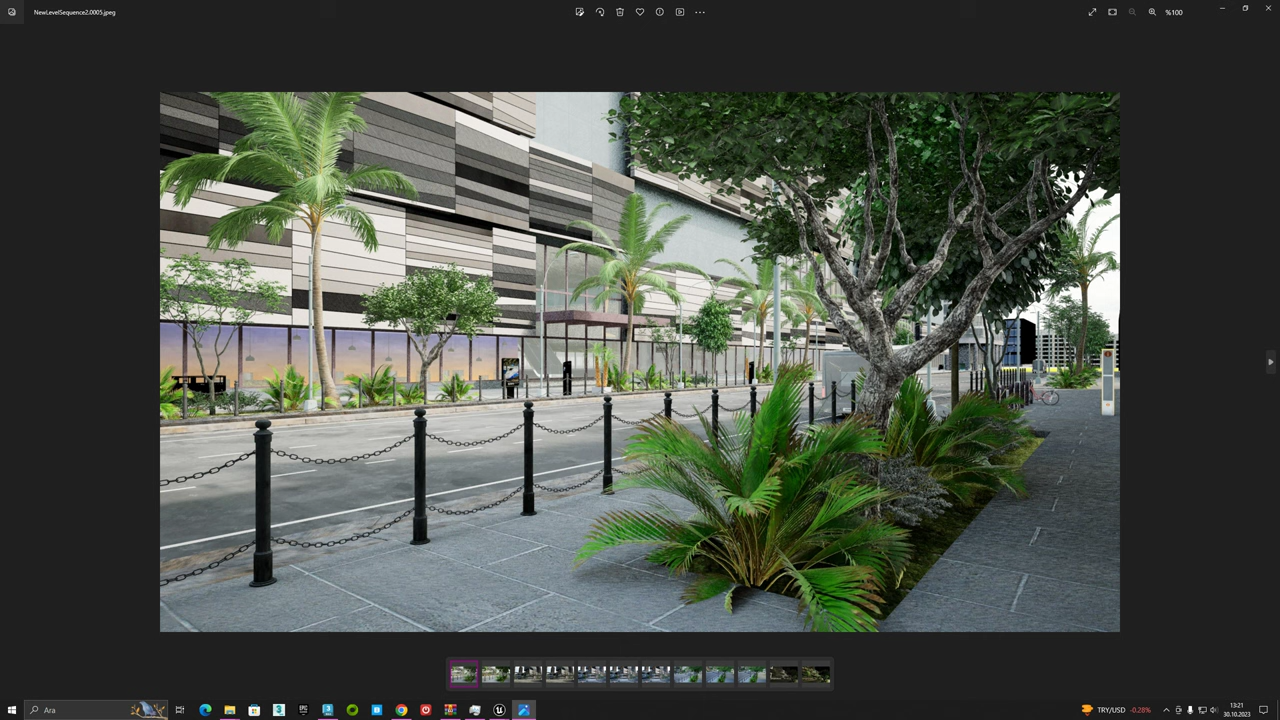 NewLevelSequence2.0005.jpeg
%100
Ara
TRY/USD -0.28%
13:21
30.10.2023